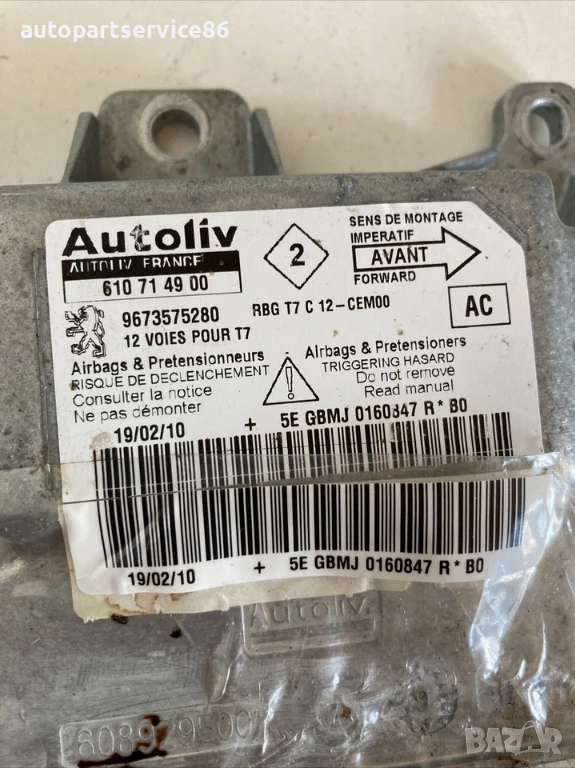 autopartservice86
Autoliv
AUTOLIV FRANCE
610 71 49 00
2
SENS DE MONTAGE
IMPERATIF
AVANT
FORWARD
9673575280
12 VOIES POUR T7
RBG T7 C 12-CEM00
AC
Airbags & Pretensionneurs
RISQUE DE DECLENCHEMENT
Consulter la notice
Ne pas démonter
Airbags & Pretensioners
TRIGGERING HASARD
Do not remove
Read manual
19/02/10 + 5E GBMJ 0160847 R * B0
19/02/10 + 5E GBMJ 0160847 R * B0
Autoliv
BAZAR